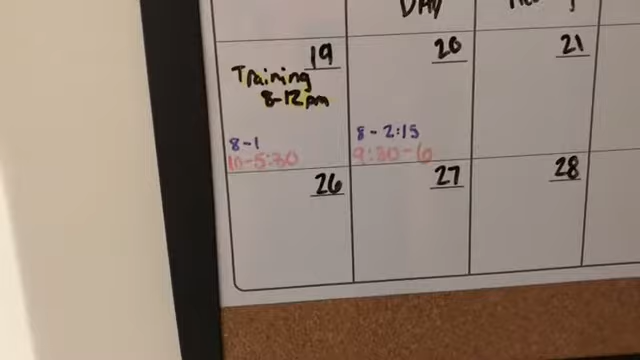 DAY
19 20 21
Training
8-12pm
8-1 8-2:15
10-5:30 9:30-6
26 27 28